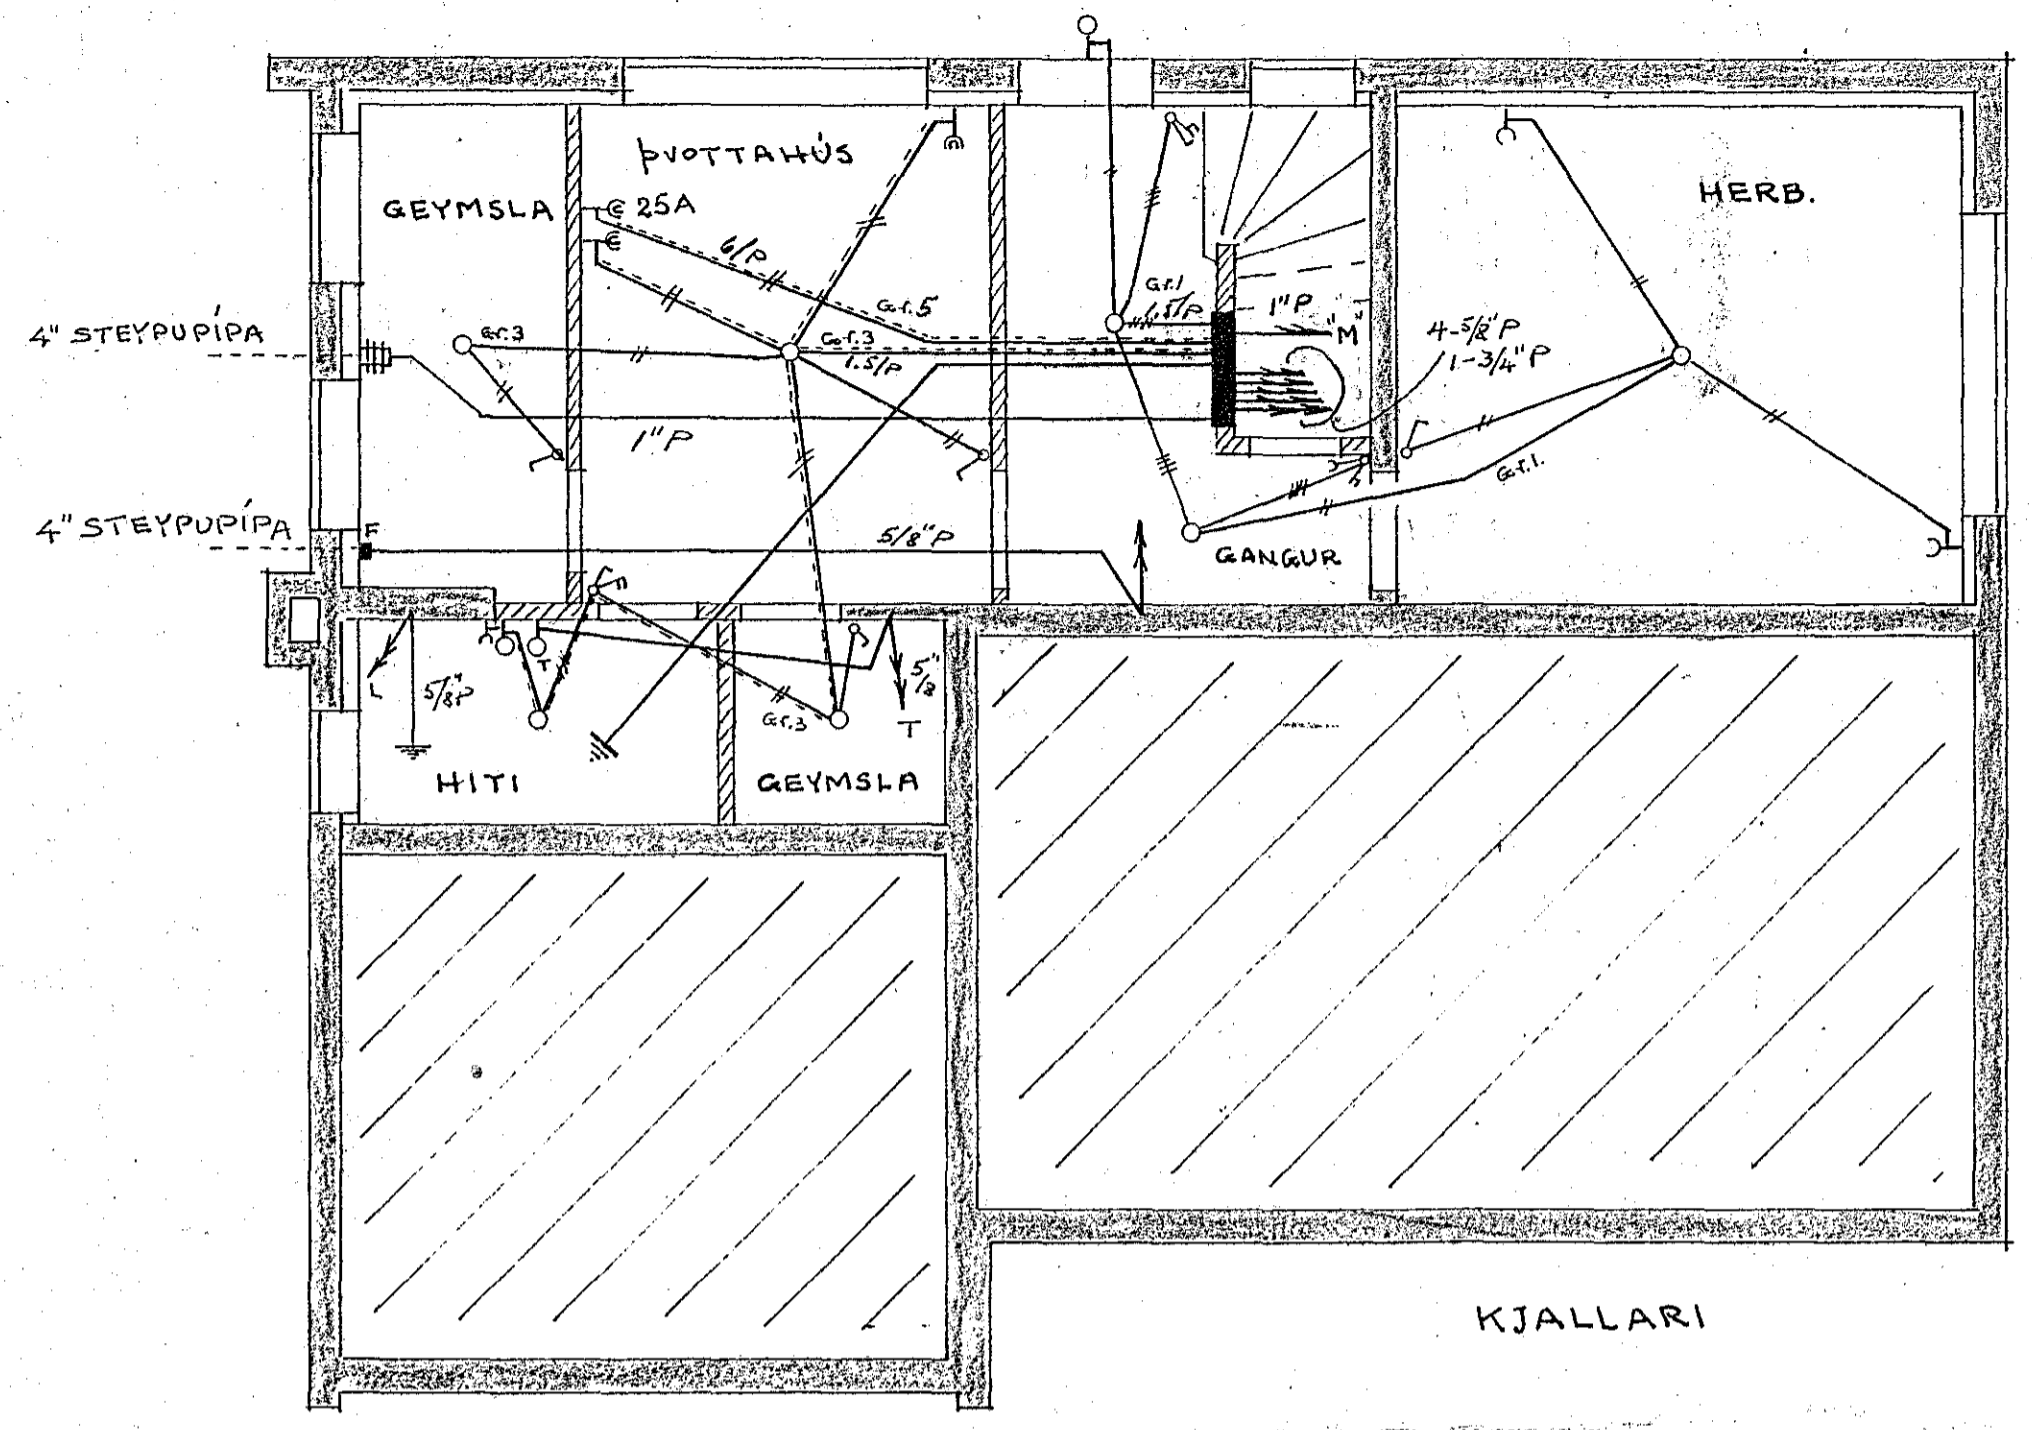 ÞVOTTAHÚS
GEYMSLA
25A
6/P
Gr.5
HERB.
4" STEYPUPÍPA
Gr.3
Gr.3
1.5/P
Gr.1
1.5/P
1"P
"M"
4-5/8"P
1-3/4"P
1"P
Gr.1.
4" STEYPUPÍPA
F
5/8"P
GANGUR
L
5/8"P
T
Gr.3
5/8"
T
HITI
GEYMSLA
KJALLARI